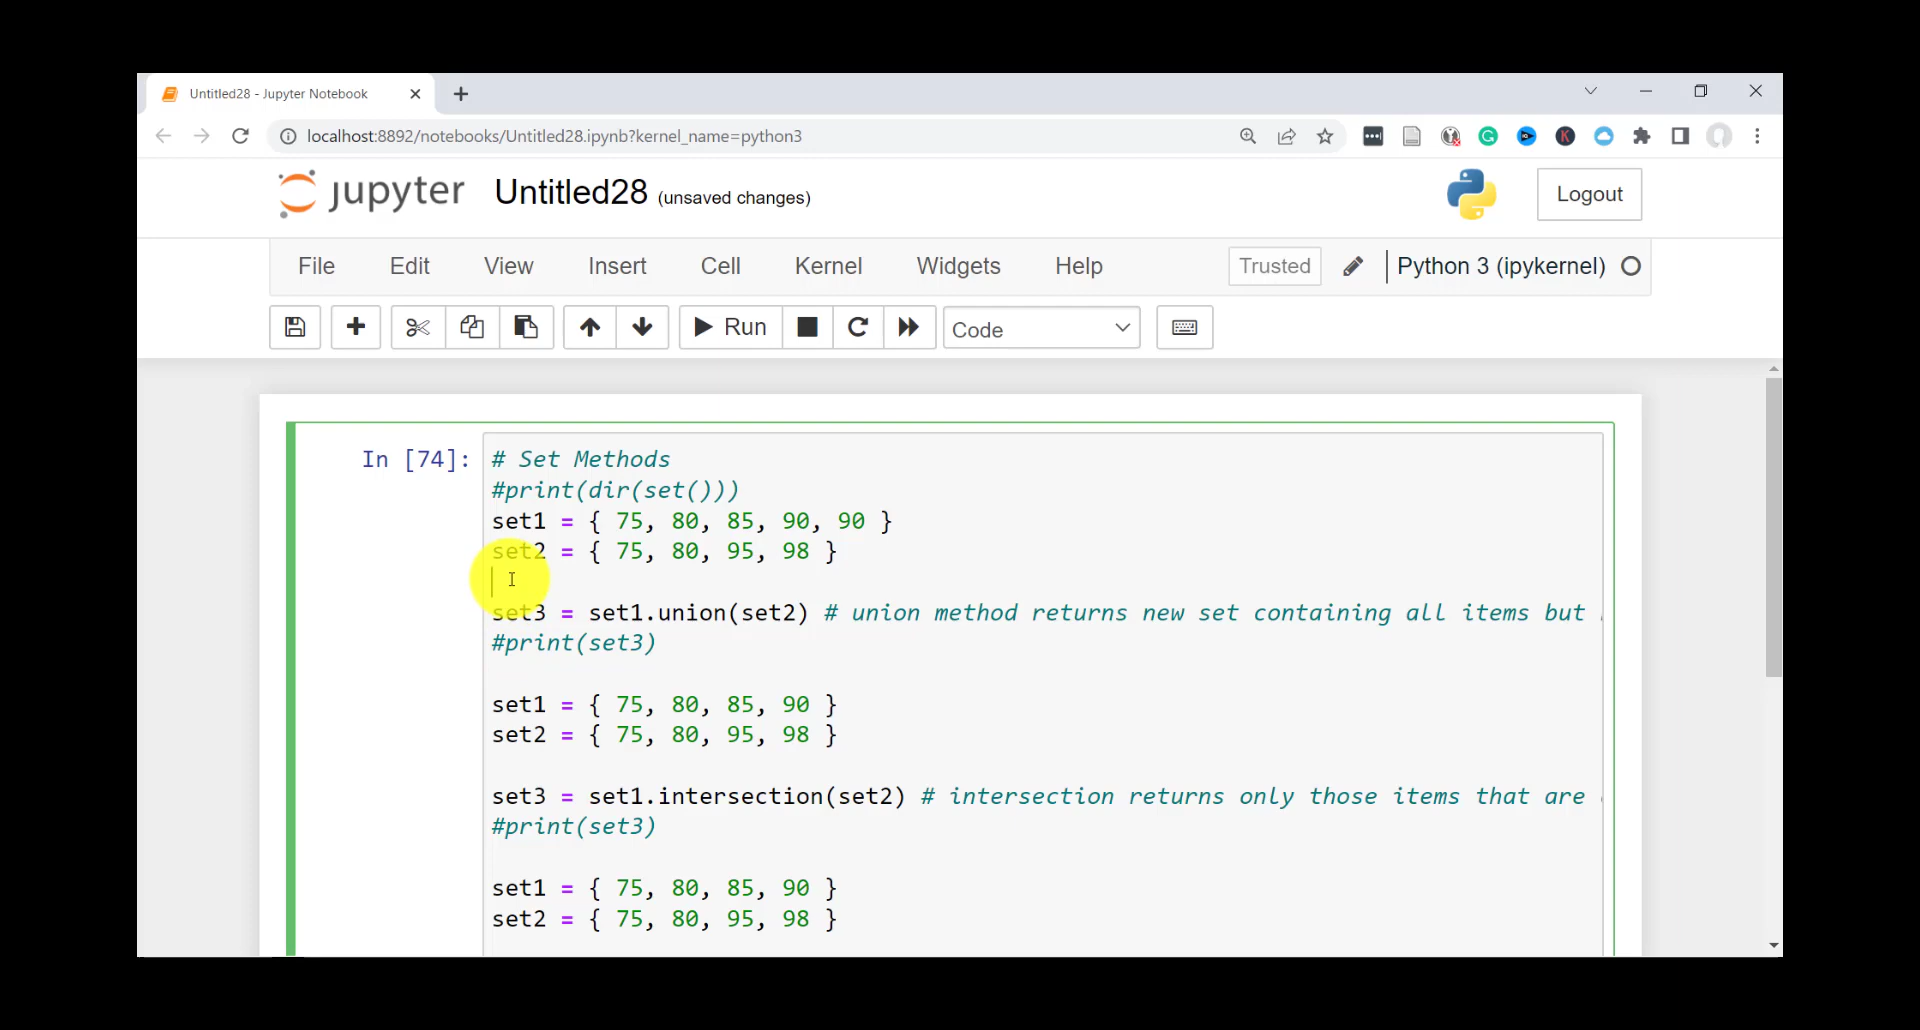 Untitled28 - Jupyter Notebook
localhost:8892/notebooks/Untitled28.ipynb?kernel_name=python3
jupyter Untitled28 (unsaved changes) Logout
File Edit View Insert Cell Kernel Widgets Help Trusted Python 3 (ipykernel)
Run Code
In [74]: # Set Methods
#print(dir(set()))
set1 = { 75, 80, 85, 90, 90 }
set2 = { 75, 80, 95, 98 }
set3 = set1.union(set2) # union method returns new set containing all items but
#print(set3)
set1 = { 75, 80, 85, 90 }
set2 = { 75, 80, 95, 98 }
set3 = set1.intersection(set2) # intersection returns only those items that are
#print(set3)
set1 = { 75, 80, 85, 90 }
set2 = { 75, 80, 95, 98 }